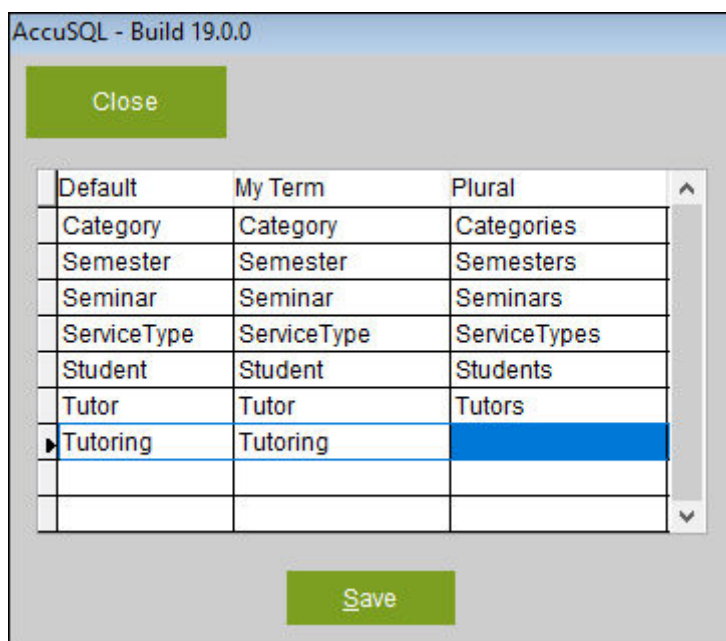 AccuSQL - Build 19.0.0
Close
Default My Term Plural
Category Category Categories
Semester Semester Semesters
Seminar Seminar Seminars
ServiceType ServiceType ServiceTypes
Student Student Students
Tutor Tutor Tutors
Tutoring Tutoring
Save